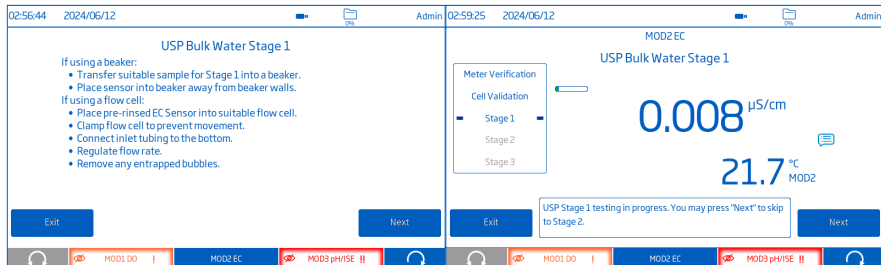 02:56:44 2024/06/12 0% Admin
USP Bulk Water Stage 1
If using a beaker:
• Transfer suitable sample for Stage 1 into a beaker.
• Place sensor into beaker away from beaker walls.
If using a flow cell:
• Place pre-rinsed EC Sensor into suitable flow cell.
• Clamp flow cell to prevent movement.
• Connect inlet tubing to the bottom.
• Regulate flow rate.
• Remove any entrapped bubbles.
Exit Next
MOD1 DO ! MOD2 EC MOD3 pH/ISE !!
02:59:25 2024/06/12 0% Admin
MOD2 EC
USP Bulk Water Stage 1
Meter Verification
Cell Validation
Stage 1
Stage 2
Stage 3
0.008 µS/cm
21.7 °C
MOD2
USP Stage 1 testing in progress. You may press "Next" to skip
to Stage 2.
Exit Next
MOD1 DO ! MOD2 EC MOD3 pH/ISE !!